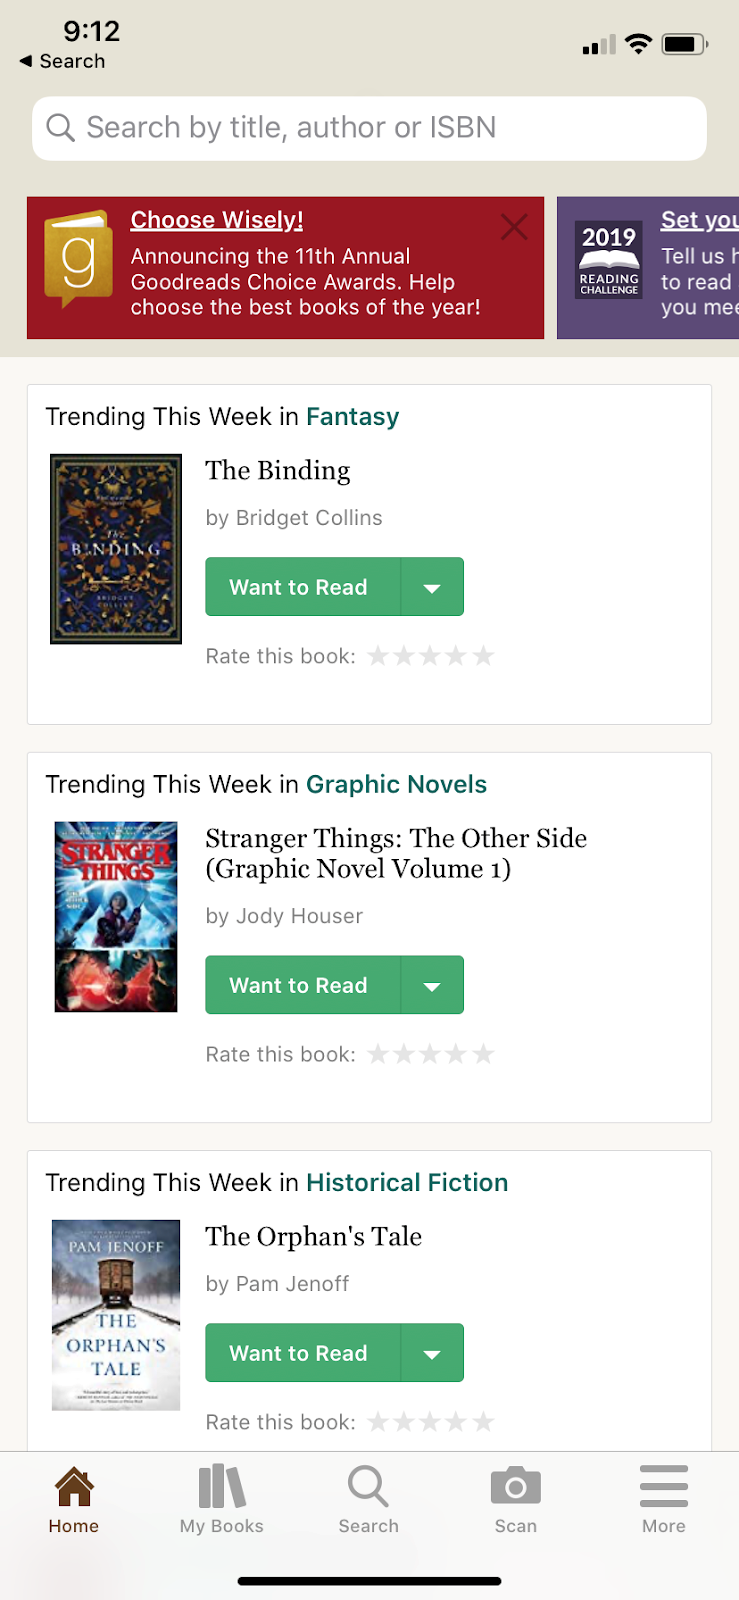 9:12
◀ Search
Search by title, author or ISBN
g
Choose Wisely!
Announcing the 11th Annual
Goodreads Choice Awards. Help
choose the best books of the year!
2019
READING
CHALLENGE
Set you
Tell us h
to read
you mee
Trending This Week in Fantasy
The
BINDING
BRIDGET
COLLINS
The Binding
by Bridget Collins
Want to Read
Rate this book:
Trending This Week in Graphic Novels
STRANGER
THINGS
THE OTHER
SIDE
Stranger Things: The Other Side
(Graphic Novel Volume 1)
by Jody Houser
Want to Read
Rate this book:
Trending This Week in Historical Fiction
PAM JENOFF
THE
ORPHAN'S
TALE
The Orphan's Tale
by Pam Jenoff
Want to Read
Rate this book:
Home
My Books
Search
Scan
More